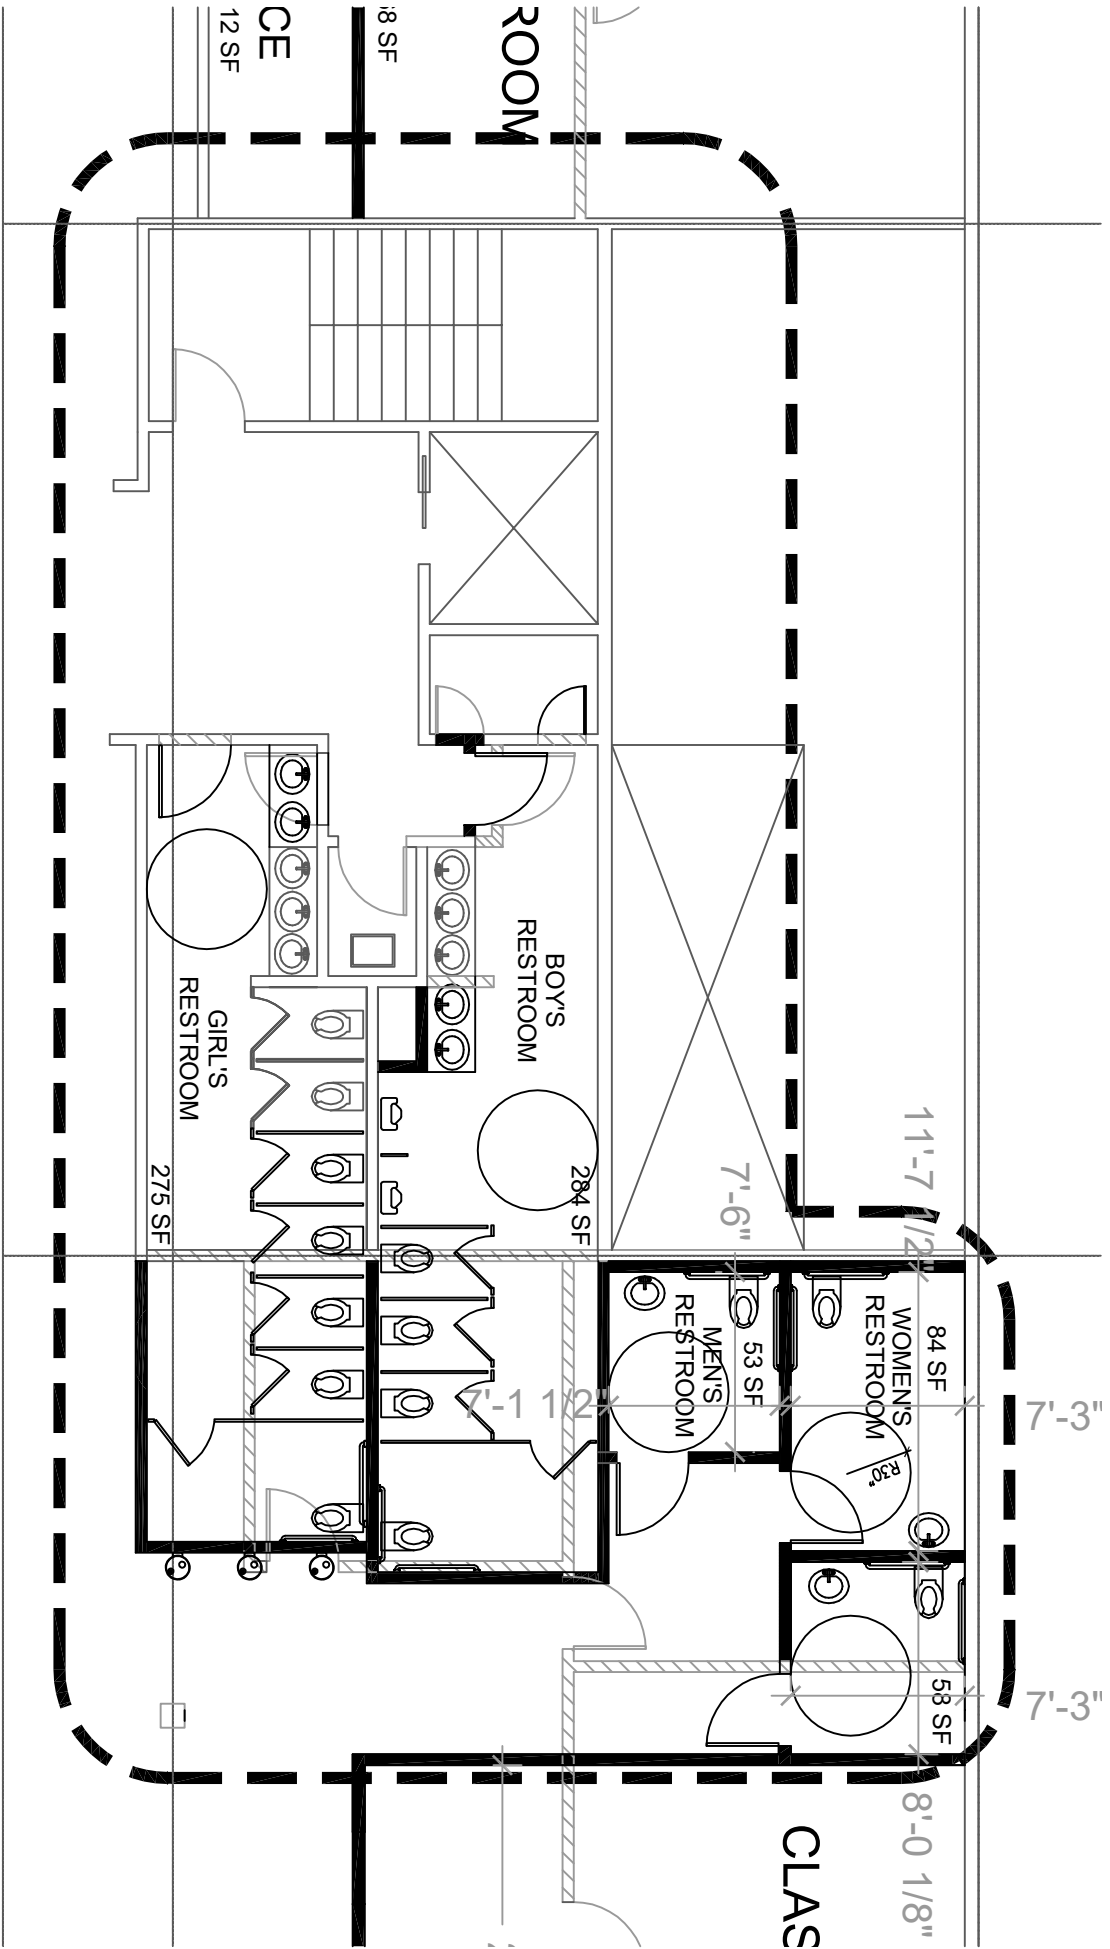 CE
12 SF
38 SF
ROOM
BOY'S
RESTROOM
284 SF
GIRL'S
RESTROOM
275 SF
11'-7 1/2"
7'-6"
84 SF
WOMEN'S
RESTROOM
53 SF
MEN'S
RESTROOM
7'-1 1/2"
7'-3"
R30"
58 SF
7'-3"
8'-0 1/8"
CLAS